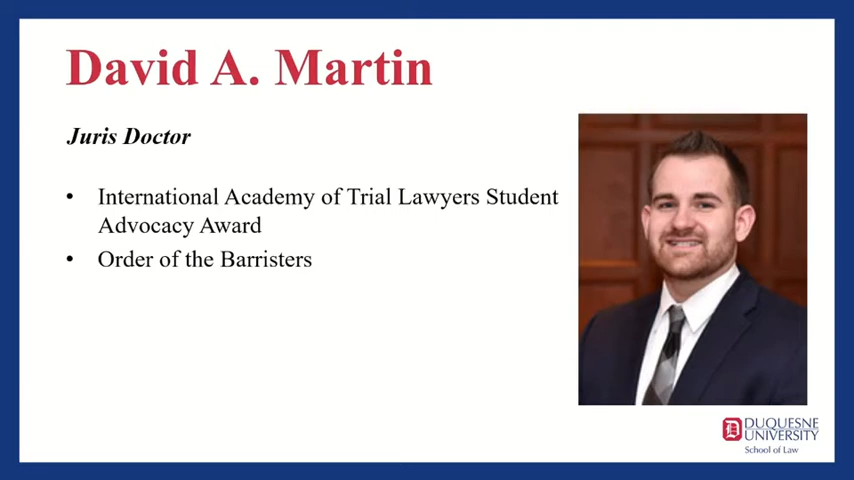 David A. Martin
Juris Doctor
• International Academy of Trial Lawyers Student
Advocacy Award
• Order of the Barristers
D
DUQUESNE
UNIVERSITY
School of Law